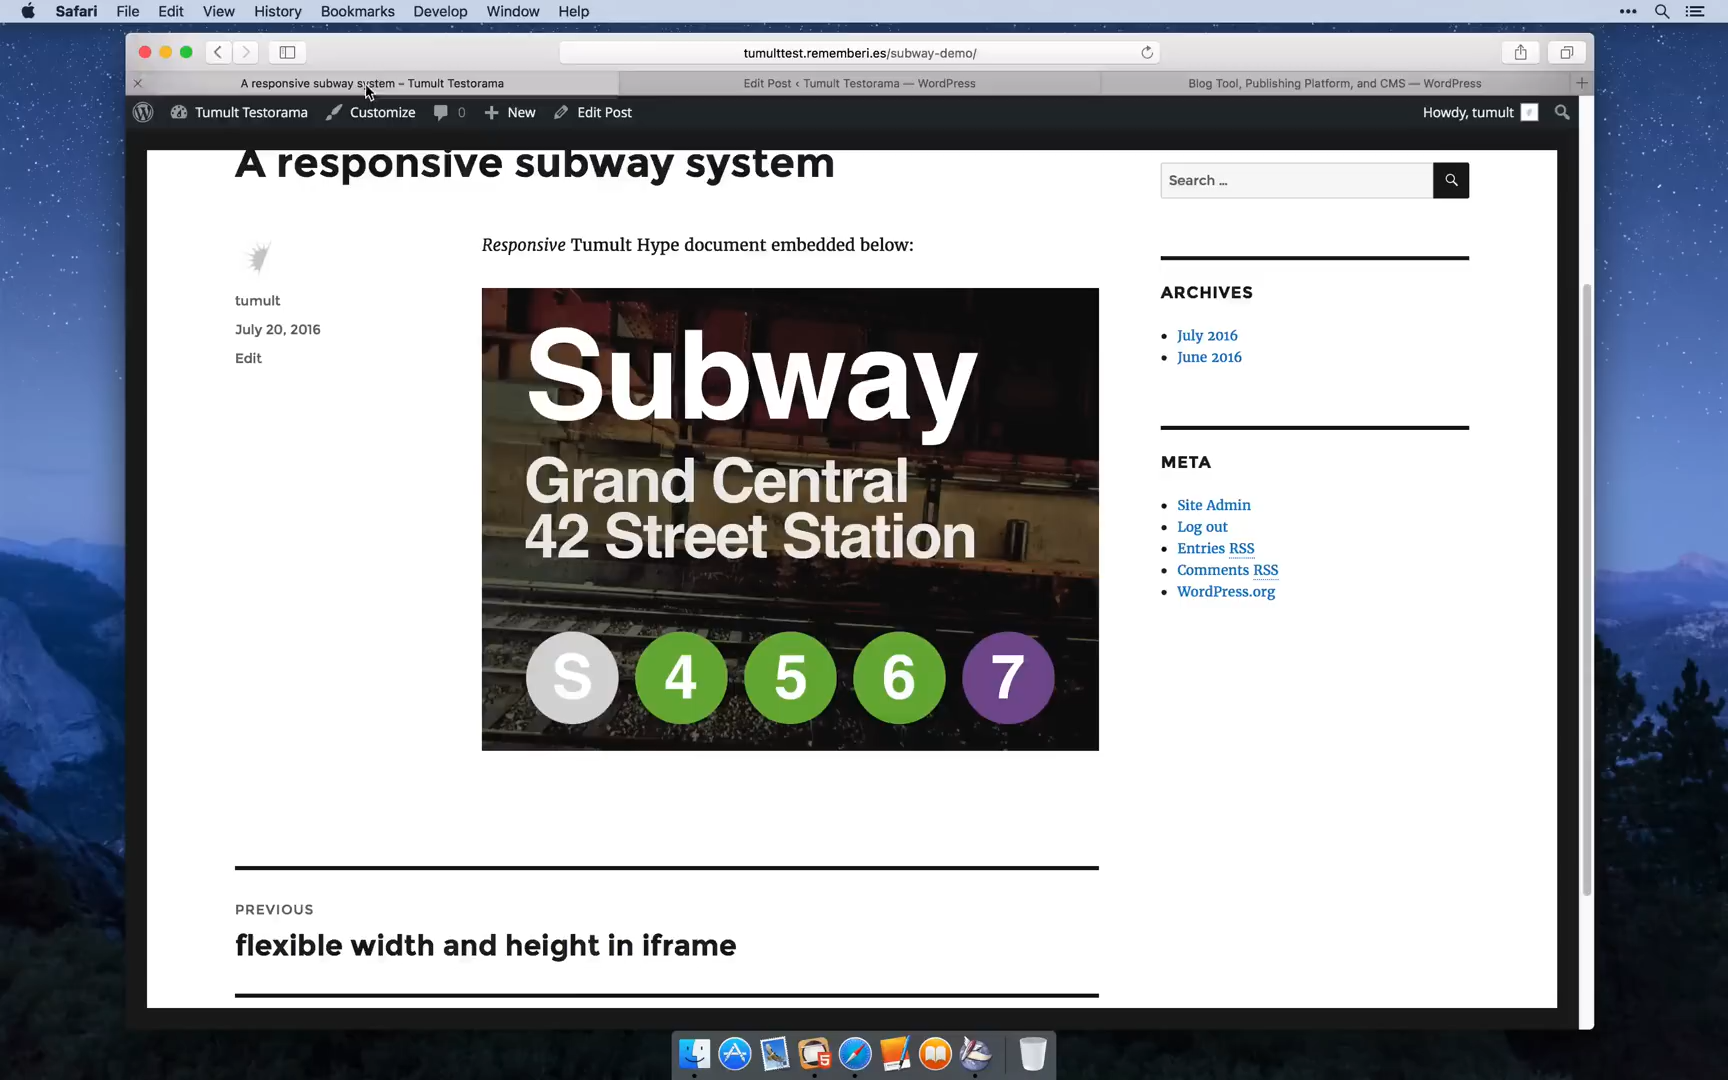 Safari File Edit View History Bookmarks Develop Window Help
tumulttest.rememberi.es/subway-demo/
A responsive subway system – Tumult Testorama
Edit Post ‹ Tumult Testorama — WordPress
Blog Tool, Publishing Platform, and CMS — WordPress
Tumult Testorama Customize 0 New Edit Post
Howdy, tumult
A responsive subway system
tumult
July 20, 2016
Edit
Responsive Tumult Hype document embedded below:
Subway
Grand Central
42 Street Station
S 4 5 6 7
Search ...
ARCHIVES
July 2016
June 2016
META
Site Admin
Log out
Entries RSS
Comments RSS
WordPress.org
PREVIOUS
flexible width and height in iframe
5